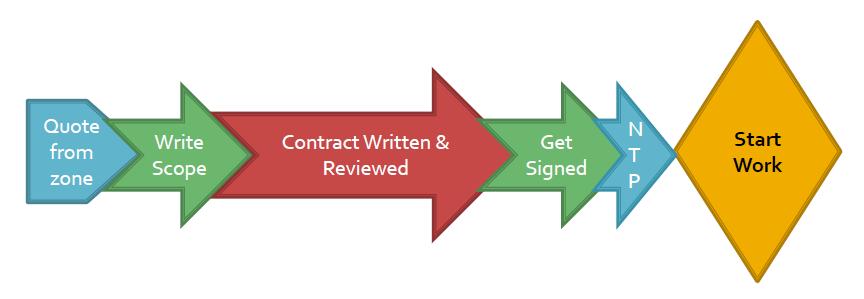 Quote
from
zone
Write
Scope
Contract Written &
Reviewed
Get
Signed
N
T
P
Start
Work